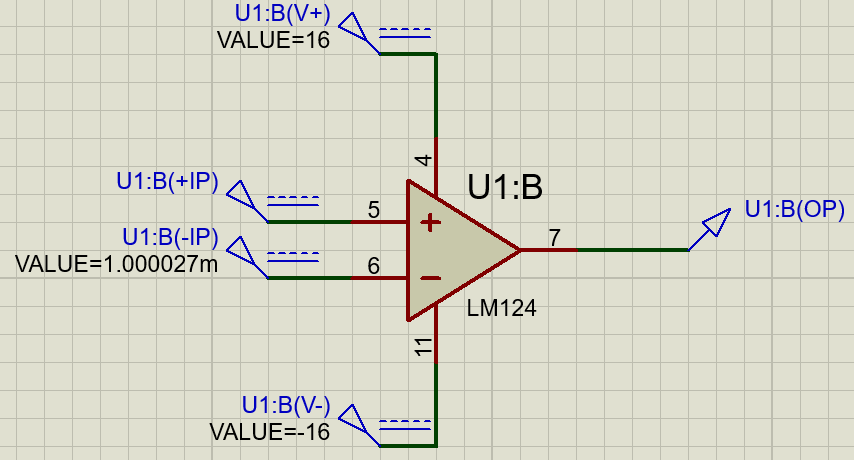 U1:B(V+)
VALUE=16
4
U1:B
U1:B(+IP)
5
+
U1:B(OP)
7
U1:B(-IP)
VALUE=1.000027m
6
−
LM124
11
U1:B(V-)
VALUE=-16